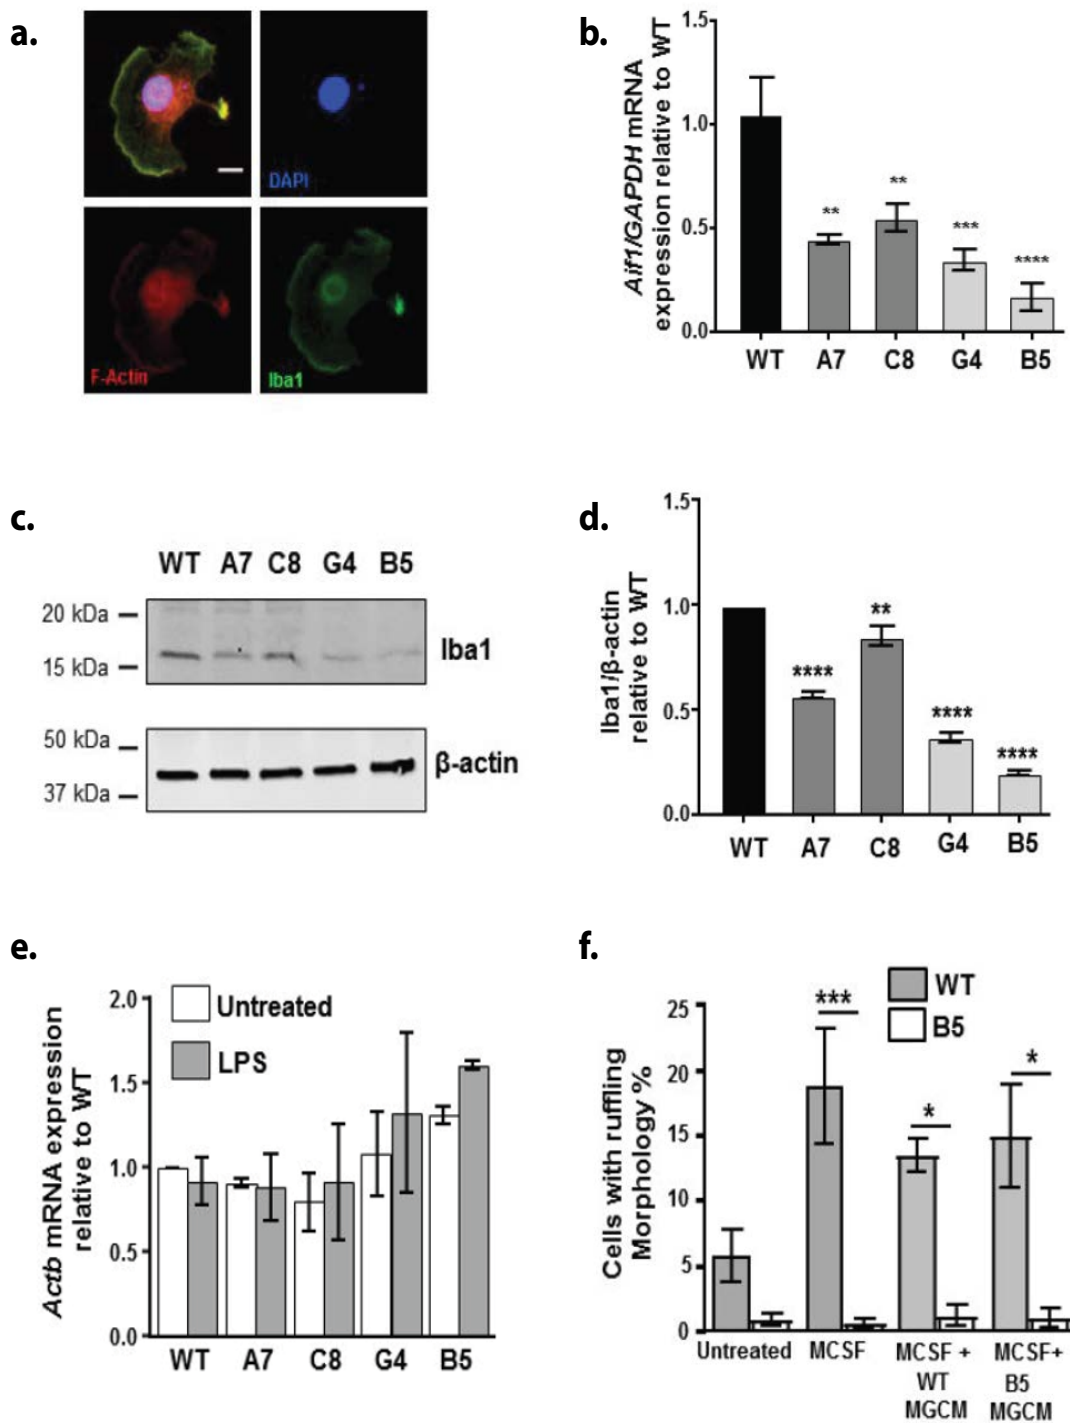 a.
DAPI
F-Actin
Iba1
b.
Aif1/GAPDH mRNA
expression relative to WT
1.5
1.0
0.5
0.0
**
**
***
****
WT A7 C8 G4 B5
c.
WT A7 C8 G4 B5
20 kDa
15 kDa
Iba1
50 kDa
37 kDa
β-actin
d.
Iba1/β-actin
relative to WT
1.5
1.0
0.5
0.0
****
**
****
****
WT A7 C8 G4 B5
e.
Actb mRNA expression
relative to WT
2.0
1.5
1.0
0.5
0.0
Untreated
LPS
WT A7 C8 G4 B5
f.
Cells with ruffling
Morphology %
25
20
15
10
5
0
WT
B5
***
*
*
Untreated
MCSF
MCSF +
WT
MGCM
MCSF+
B5
MGCM